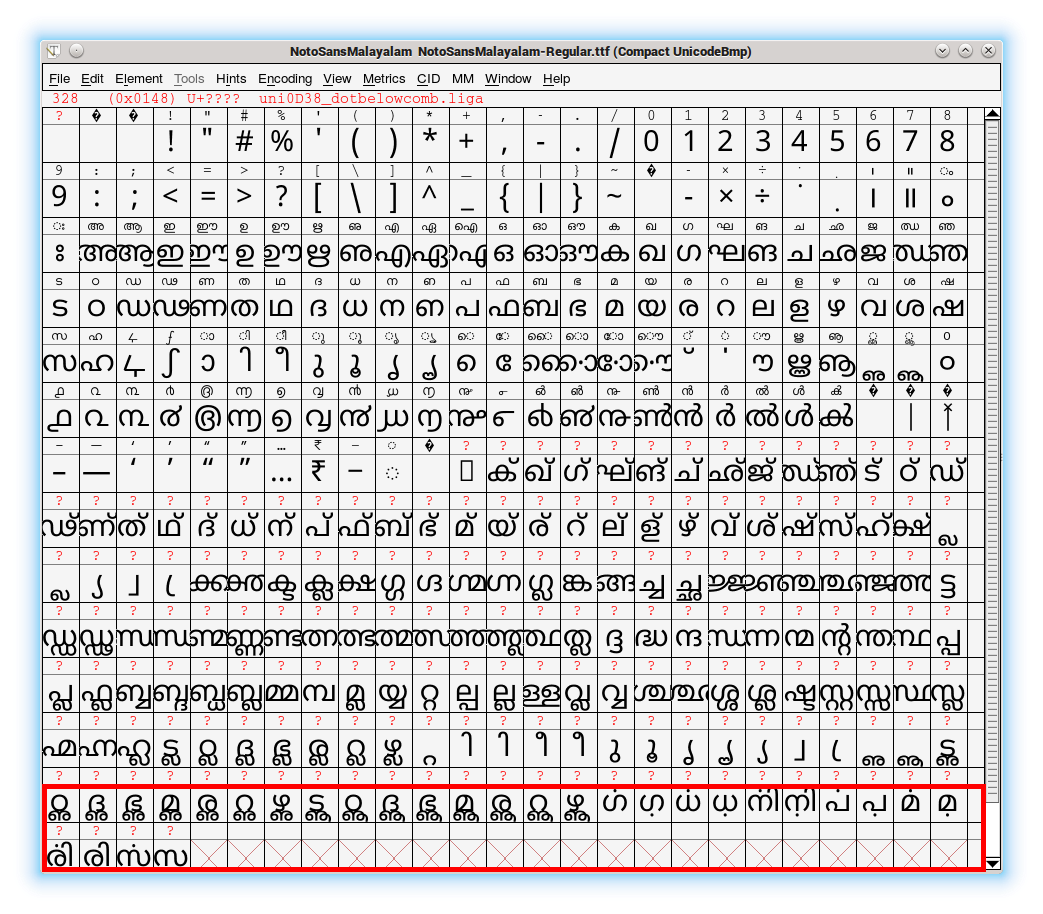 NotoSansMalayalam NotoSansMalayalam-Regular.ttf (Compact UnicodeBmp)
File Edit Element Tools Hints Encoding View Metrics CID MM Window Help
328 (0x0148) U+???? uni0D38_dotbelowcomb.liga
? � � ! " # % ' ( ) * + , - . / 0 1 2 3 4 5 6 7 8
! " # % ' ( ) * + , - . / 0 1 2 3 4 5 6 7 8
9 : ; < = > ? [ \ ] ^ _ { | } ~ � - × ÷ ˙ . । ॥ ം
9 : ; < = > ? [ \ ] ^ _ { | } ~ - × ÷ ˙ . । ॥ ം
ഃ അ ആ ഇ ഈ ഉ ഊ ഋ ഌ എ ഏ ഐ ഒ ഓ ഔ ക ഖ ഗ ഘ ങ ച ഛ ജ ഝ ഞ
ഃ അ ആ ഇ ഈ ഉ ഊ ഋ ഌ എ ഏ ഐ ഒ ഓ ഔ ക ഖ ഗ ഘ ങ ച ഛ ജ ഝ ഞ
ട ഠ ഡ ഢ ണ ത ഥ ദ ധ ന ഩ പ ഫ ബ ഭ മ യ ര റ ല ള ഴ വ ശ ഷ
ട ഠ ഡ ഢ ണ ത ഥ ദ ധ ന ഩ പ ഫ ബ ഭ മ യ ര റ ല ള ഴ വ ശ ഷ
സ ഹ ഺ ഽ ാ ി ീ ു ൂ ൃ ൄ െ േ ൈ ൊ ോ ൌ ് ൎ ൗ ൠ ൡ ൢ ൣ ൦
സ ഹ ഺ ഽ ാ ി ീ ു ൂ ൃ ൄ െ േ ൈ ൊ ോ ൌ ് ൎ ൗ ൠ ൡ ൢ ൣ ൦
൧ ൨ ൩ ൪ ൫ ൬ ൭ ൮ ൯ ൰ ൱ ൲ ൳ ൴ ൵ ൹ ൺ ൻ ർ ൽ ൾ ൿ � � �
൧ ൨ ൩ ൪ ൫ ൬ ൭ ൮ ൯ ൰ ൱ ൲ ൳ ൴ ൵ ൹ ൺ ൻ ർ ൽ ൾ ൿ
– — ‘ ’ “ ” … ₹ − ◌ � ? ? ? ? ? ? ? ? ? ? ? ? ? ?
– — ‘ ’ “ ” … ₹ − ◌ ക് ഖ് ഗ് ഘ് ങ് ച് ഛ് ജ് ഝ് ഞ് ട് ഠ് ഡ്
? ? ? ? ? ? ? ? ? ? ? ? ? ? ? ? ? ? ? ? ? ? ? ? ?
ഢ് ണ് ത് ഥ് ദ് ധ് ന് പ് ഫ് ബ് ഭ് മ് യ് ര് റ് ല് ള് ഴ് വ് ശ് ഷ് സ് ഹ് ക്ഷ്
? ? ? ? ? ? ? ? ? ? ? ? ? ? ? ? ? ? ? ? ? ? ? ? ?
ക്ക ക്ത ക്ട ക്ല ക്ഷ ഗ്ഗ ഗ്ദ ഗ്മ ഗ്ന ഗ്ല ങ്ക ങ്ങ ച്ച ച്ഛ ജ്ജ ജ്ഞ ഞ്ച ട്ട
? ? ? ? ? ? ? ? ? ? ? ? ? ? ? ? ? ? ? ? ? ? ? ? ?
ഡ്ഡ ഡ്ഢ ണ്മ ണ്ണ ണ്ട ത്ന ത്ഭ ത്മ ത്സ ത്ത ത്ഥ ത്ല ദ്ദ ദ്ധ ന്ദ ന്ധ ന്ന ന്മ ന്റ ന്ത ന്ഥ പ്പ
? ? ? ? ? ? ? ? ? ? ? ? ? ? ? ? ? ? ? ? ? ? ? ? ?
പ്ല ഫ്ല ബ്ബ ബ്ദ ബ്ധ ബ്ല മ്മ മ്പ മ്ല യ്യ റ്റ ല്പ ല്ല ള്ള വ്ല വ്വ ശ്ച ശ്ശ ശ്ല ഷ്ട സ്റ്റ സ്സ സ്ഥ സ്ല
? ? ? ? ? ? ? ? ? ? ? ? ? ? ? ? ? ? ? ? ? ? ? ? ?
ഹ്മ ഹ്ന ഹ്ല
? ? ? ? ? ? ? ? ? ? ? ? ? ? ? ? ? ? ? ? ? ? ? ? ?
? ? ? ?